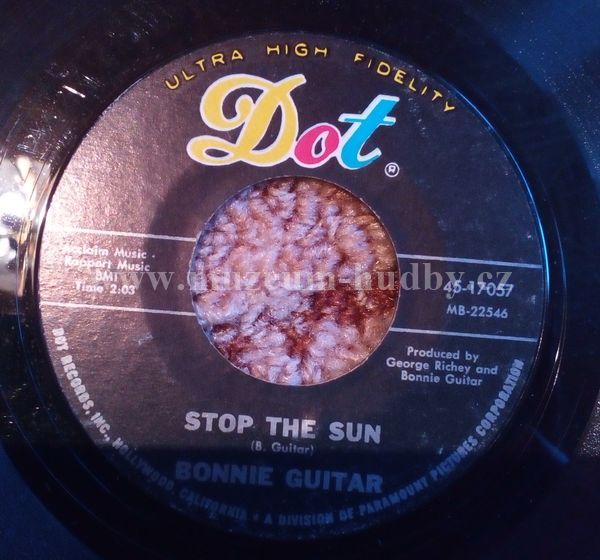 ULTRA HIGH FIDELITY
Dot®
Acclaim Music -
Rapport Music
BMI
Time 2:03
www.muzeum-hudby.cz
45-17057
MB-22546
Produced by
George Richey and
Bonnie Guitar
STOP THE SUN
(B. Guitar)
BONNIE GUITAR
DOT RECORDS, INC., HOLLYWOOD, CALIFORNIA • A DIVISION OF PARAMOUNT PICTURES CORPORATION